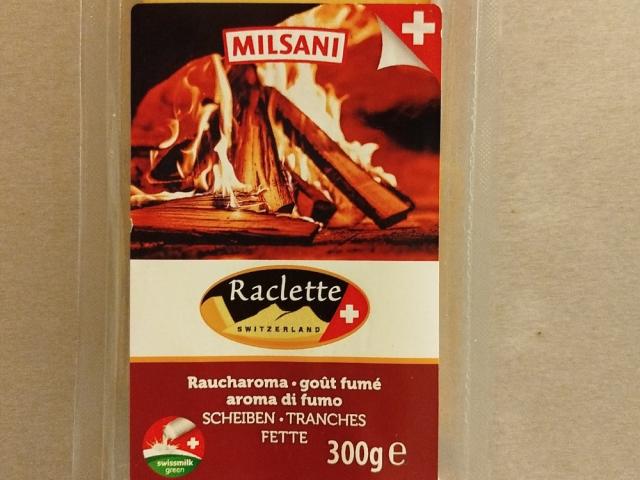 MILSANI
Raclette
SWITZERLAND
Raucharoma • goût fumé
aroma di fumo
SCHEIBEN • TRANCHES
FETTE
300g e
swissmilk
green